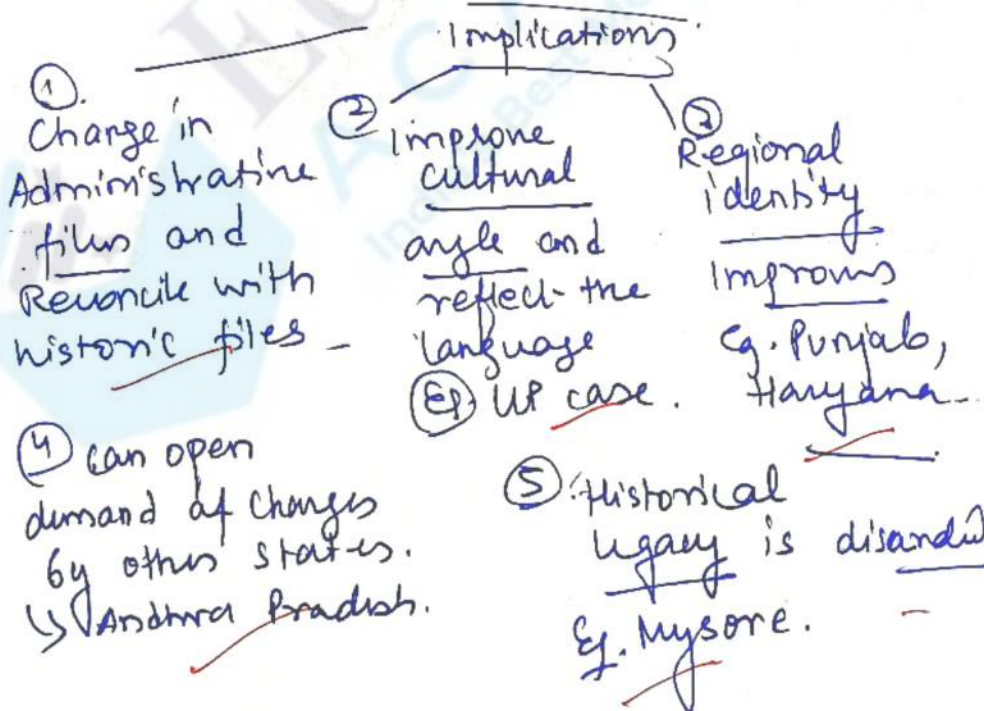 Implications
①.
Change in
Administrative
files and
Reconcile with
historic files
② Improve
cultural
angle and
reflect the
language
Eg. UP case.
③
Regional
identity
Improves
Eg. Punjab,
Haryana
④ can open
demand of changes
by other states.
↳ Andhra Pradesh.
⑤ Historical
legacy is
Eg. Mysore.